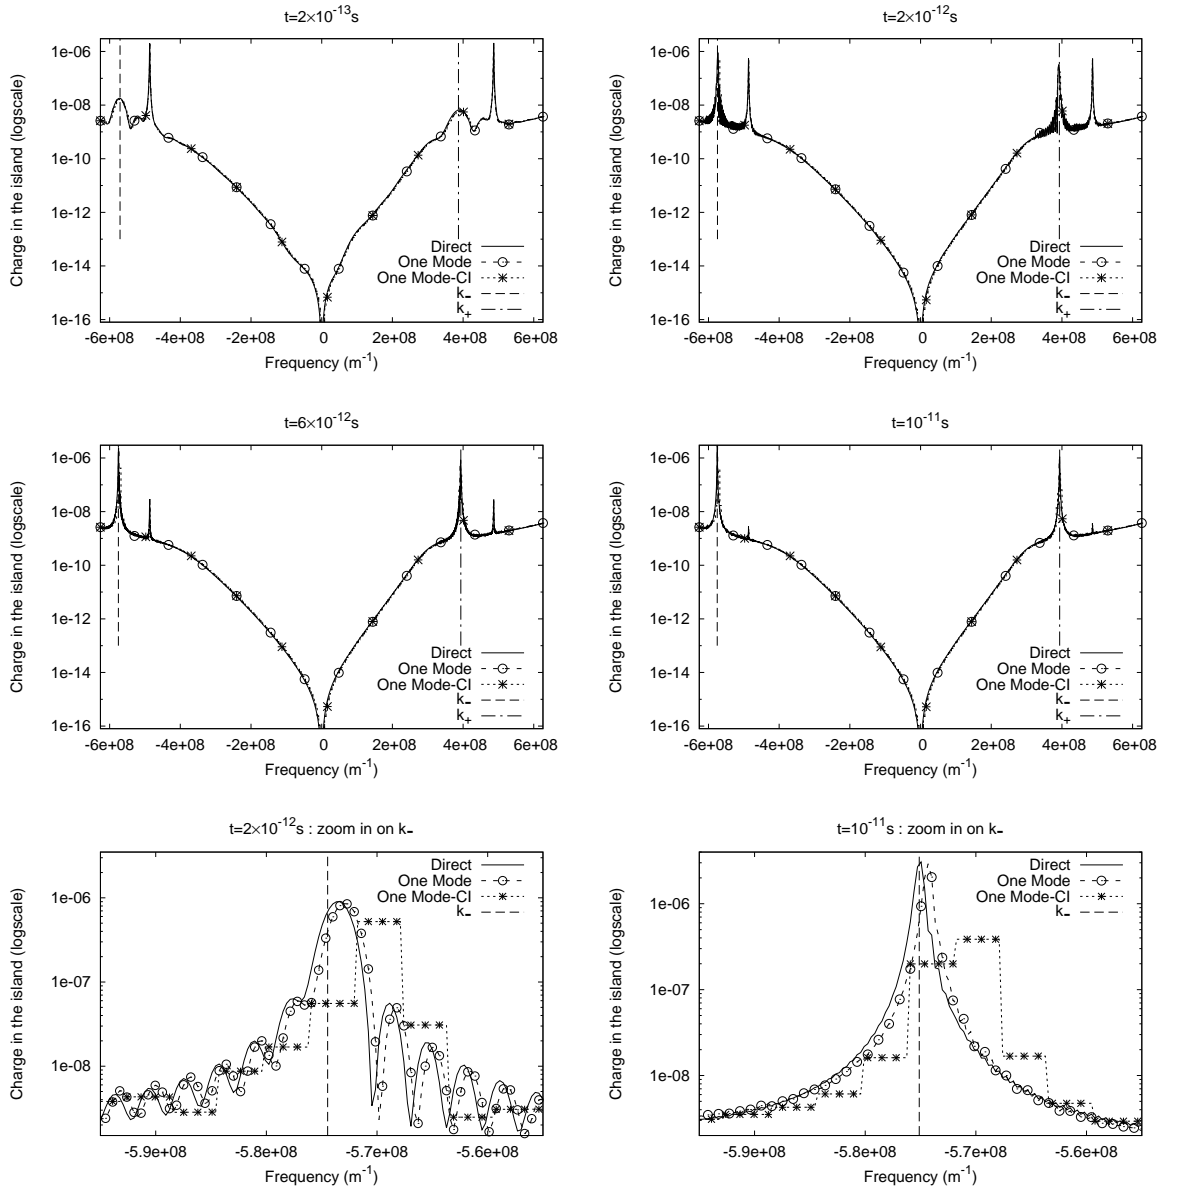 t=2×10⁻¹³s
Charge in the island (logscale)
1e-06
1e-08
1e-10
1e-12
1e-14
1e-16
-6e+08 -4e+08 -2e+08 0 2e+08 4e+08 6e+08
Frequency (m⁻¹)
Direct
One Mode
One Mode-CI
k₋
k₊
t=2×10⁻¹²s
Charge in the island (logscale)
1e-06
1e-08
1e-10
1e-12
1e-14
1e-16
-6e+08 -4e+08 -2e+08 0 2e+08 4e+08 6e+08
Frequency (m⁻¹)
Direct
One Mode
One Mode-CI
k₋
k₊
t=6×10⁻¹²s
Charge in the island (logscale)
1e-06
1e-08
1e-10
1e-12
1e-14
1e-16
-6e+08 -4e+08 -2e+08 0 2e+08 4e+08 6e+08
Frequency (m⁻¹)
Direct
One Mode
One Mode-CI
k₋
k₊
t=10⁻¹¹s
Charge in the island (logscale)
1e-06
1e-08
1e-10
1e-12
1e-14
1e-16
-6e+08 -4e+08 -2e+08 0 2e+08 4e+08 6e+08
Frequency (m⁻¹)
Direct
One Mode
One Mode-CI
k₋
k₊
t=2×10⁻¹²s : zoom in on k₋
Charge in the island (logscale)
1e-06
1e-07
1e-08
-5.9e+08 -5.8e+08 -5.7e+08 -5.6e+08
Frequency (m⁻¹)
Direct
One Mode
One Mode-CI
k₋
t=10⁻¹¹s : zoom in on k₋
Charge in the island (logscale)
1e-06
1e-07
1e-08
-5.9e+08 -5.8e+08 -5.7e+08 -5.6e+08
Frequency (m⁻¹)
Direct
One Mode
One Mode-CI
k₋